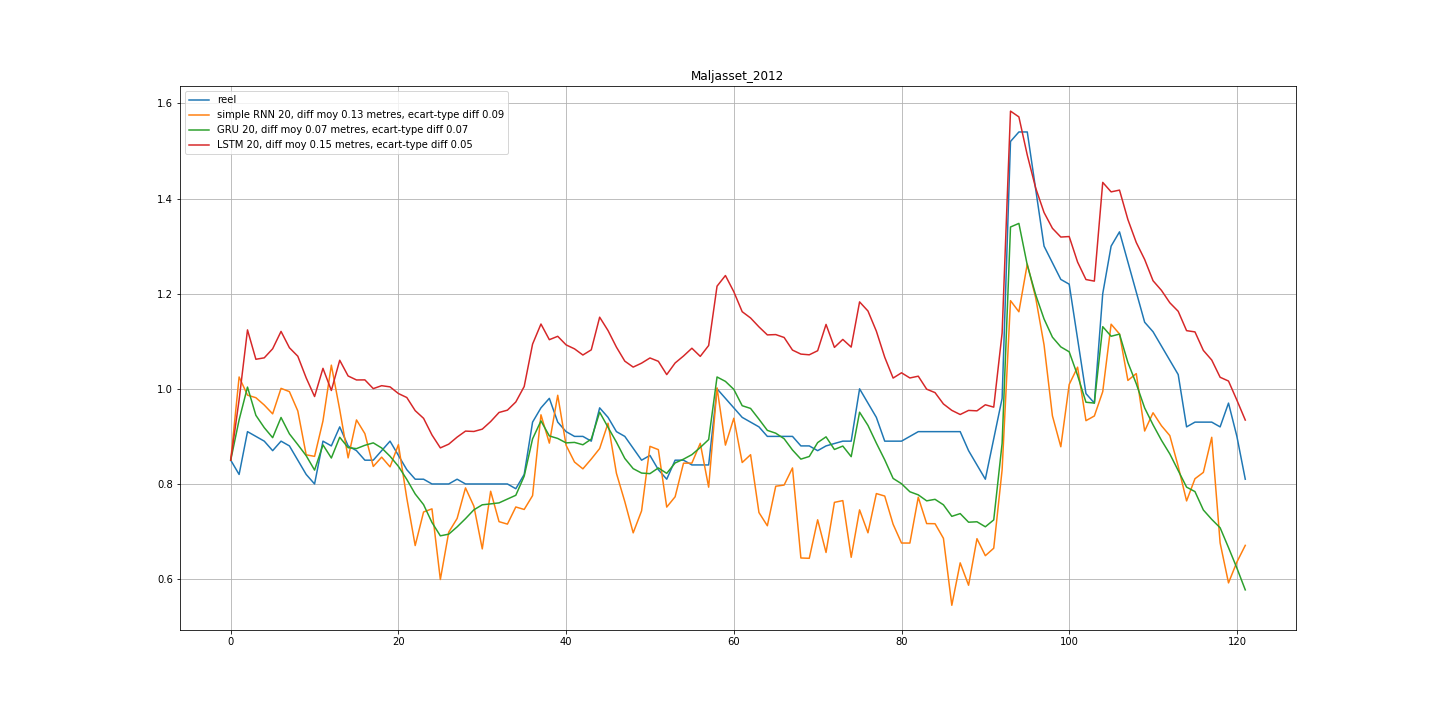 Maljasset_2012
reel
simple RNN 20, diff moy 0.13 metres, ecart-type diff 0.09
GRU 20, diff moy 0.07 metres, ecart-type diff 0.07
LSTM 20, diff moy 0.15 metres, ecart-type diff 0.05
1.6
1.4
1.2
1.0
0.8
0.6
0 20 40 60 80 100 120